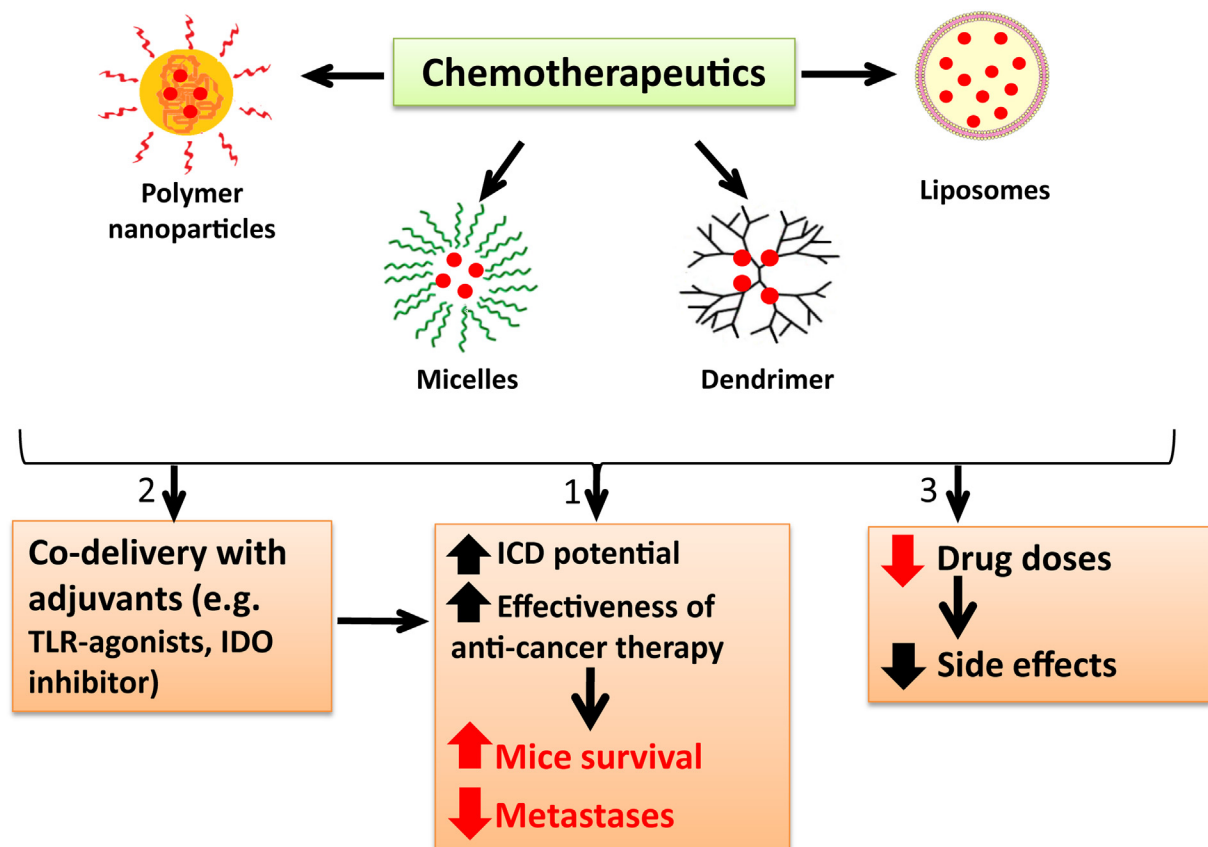 Chemotherapeutics
Polymer
nanoparticles
Liposomes
Micelles
Dendrimer
2
1
3
Co-delivery with
adjuvants (e.g.
TLR-agonists, IDO
inhibitor)
ICD potential
Effectiveness of
anti-cancer therapy
Mice survival
Metastases
Drug doses
Side effects